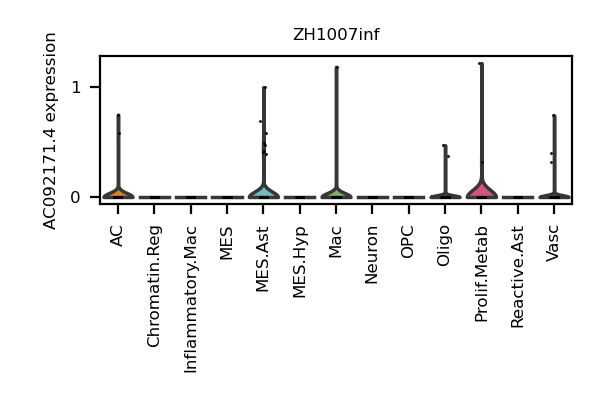 ZH1007inf
AC092171.4 expression
1
0
AC
Chromatin.Reg
Inflammatory.Mac
MES
MES.Ast
MES.Hyp
Mac
Neuron
OPC
Oligo
Prolif.Metab
Reactive.Ast
Vasc